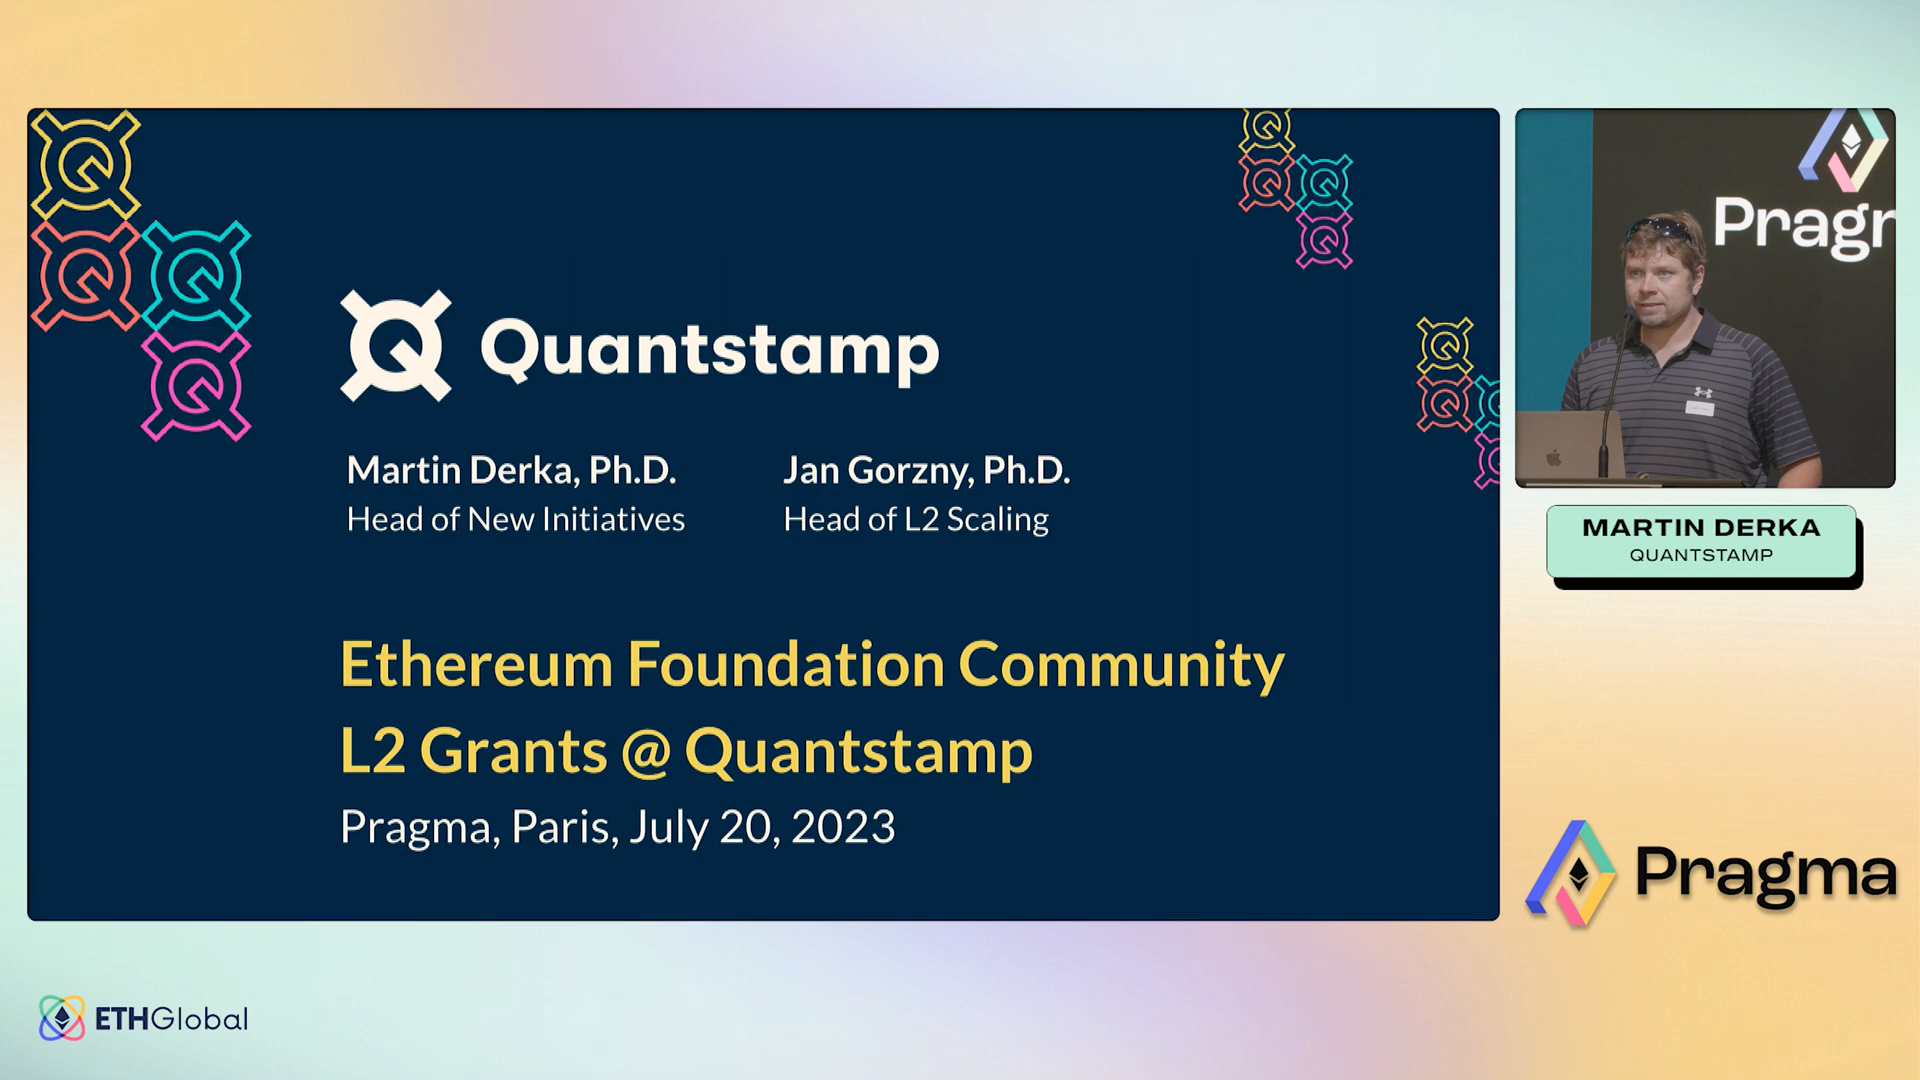 Quantstamp
Martin Derka, Ph.D.
Head of New Initiatives
Jan Gorzny, Ph.D.
Head of L2 Scaling
Ethereum Foundation Community
L2 Grants @ Quantstamp
Pragma, Paris, July 20, 2023
Pragr
MARTIN DERKA
QUANTSTAMP
Pragma
ETHGlobal